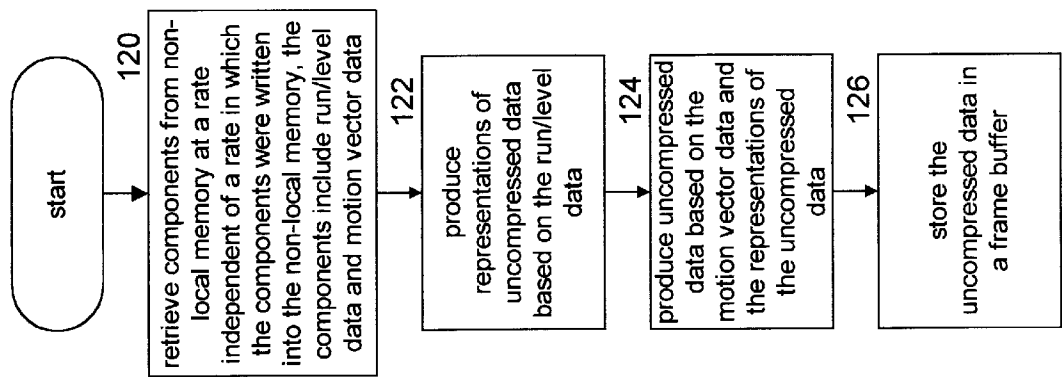 start
120
retrieve components from non-
local memory at a rate
independent of a rate in which
the components were written
into the non-local memory, the
components include run/level
data and motion vector data
122
produce
representations of
uncompressed data
based on the run/level
data
124
produce uncompressed
data based on the
motion vector data and
the representations of
the uncompressed
data
126
store the
uncompressed data in
a frame buffer